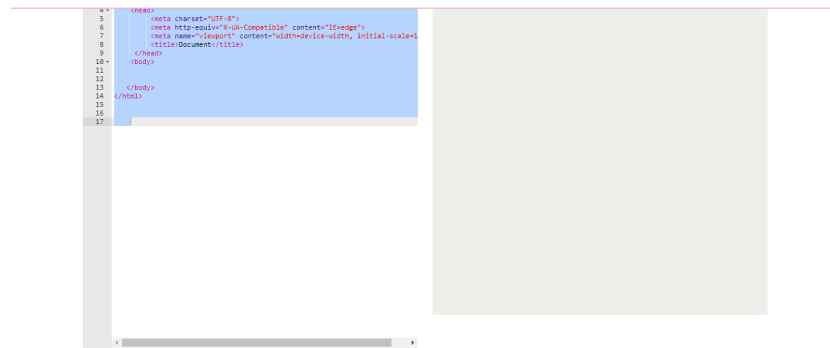 4 <head>
5 <meta charset="UTF-8">
6 <meta http-equiv="X-UA-Compatible" content="IE=edge">
7 <meta name="viewport" content="width=device-width, initial-scale=1
8 <title>Document</title>
9 </head>
10 <body>
11
12
13 </body>
14 </html>
15
16
17